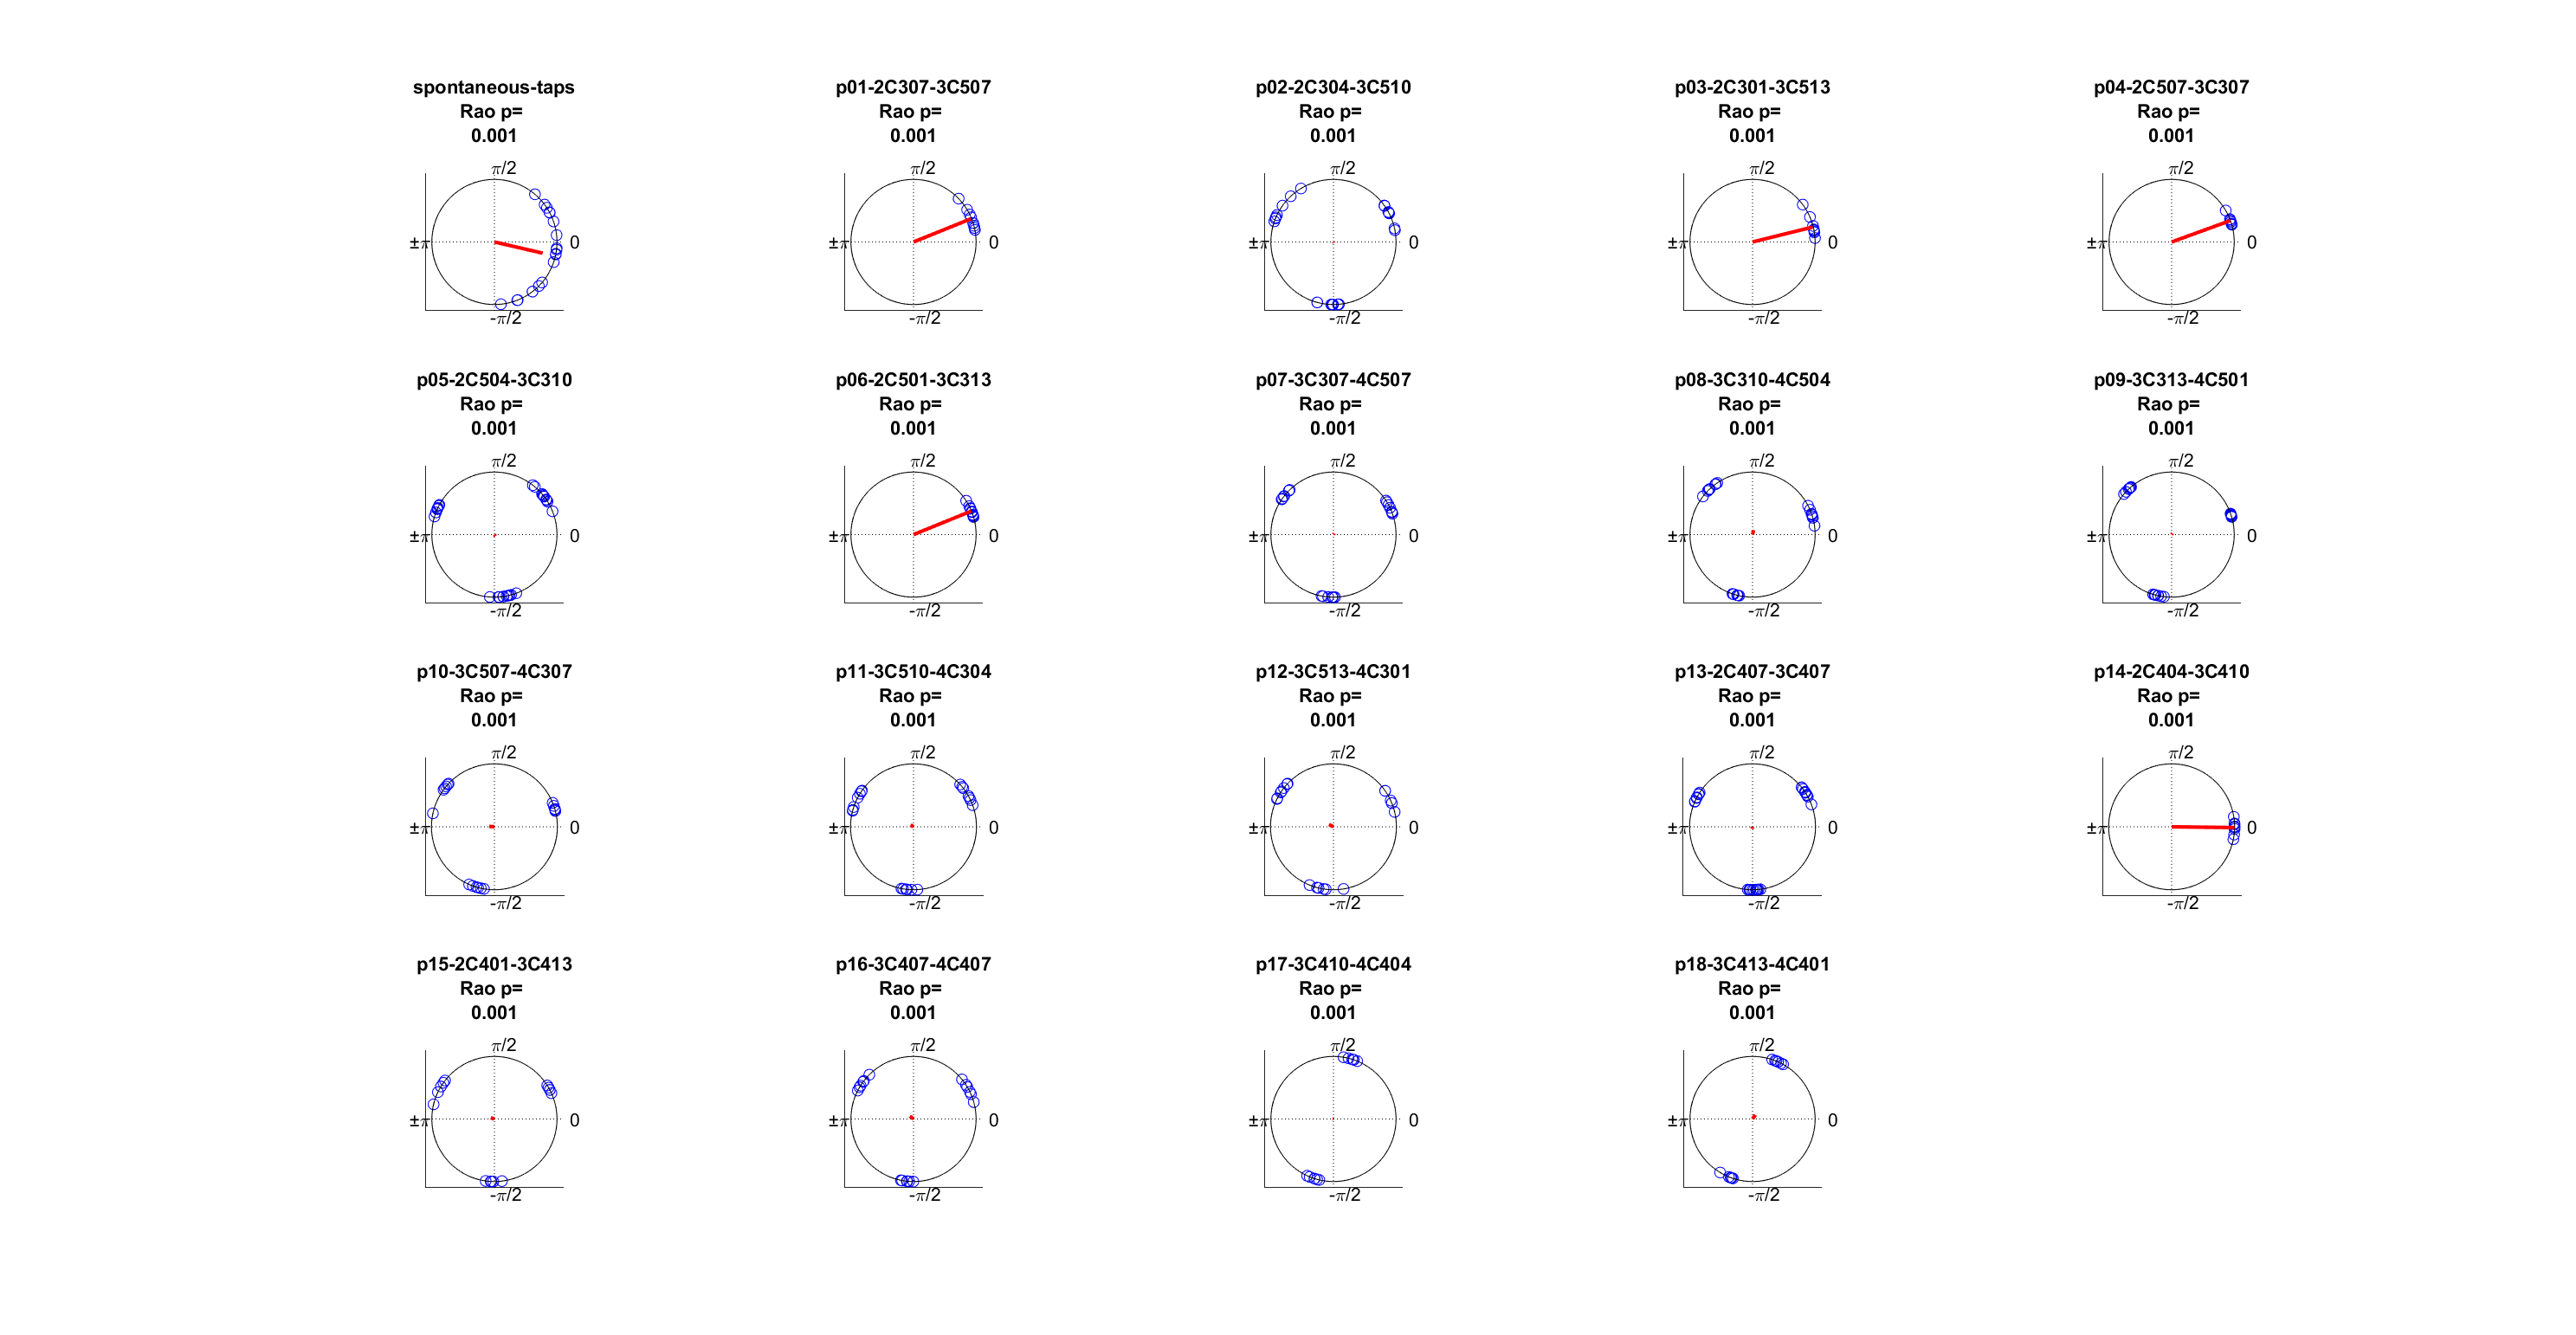 spontaneous-taps
Rao p=
0.001
π/2
±π
0
-π/2
p01-2C307-3C507
Rao p=
0.001
π/2
±π
0
-π/2
p02-2C304-3C510
Rao p=
0.001
π/2
±π
0
-π/2
p03-2C301-3C513
Rao p=
0.001
π/2
±π
0
-π/2
p04-2C507-3C307
Rao p=
0.001
π/2
±π
0
-π/2
p05-2C504-3C310
Rao p=
0.001
π/2
±π
0
-π/2
p06-2C501-3C313
Rao p=
0.001
π/2
±π
0
-π/2
p07-3C307-4C507
Rao p=
0.001
π/2
±π
0
-π/2
p08-3C310-4C504
Rao p=
0.001
π/2
±π
0
-π/2
p09-3C313-4C501
Rao p=
0.001
π/2
±π
0
-π/2
p10-3C507-4C307
Rao p=
0.001
π/2
±π
0
-π/2
p11-3C510-4C304
Rao p=
0.001
π/2
±π
0
-π/2
p12-3C513-4C301
Rao p=
0.001
π/2
±π
0
-π/2
p13-2C407-3C407
Rao p=
0.001
π/2
±π
0
-π/2
p14-2C404-3C410
Rao p=
0.001
π/2
±π
0
-π/2
p15-2C401-3C413
Rao p=
0.001
π/2
±π
0
-π/2
p16-3C407-4C407
Rao p=
0.001
π/2
±π
0
-π/2
p17-3C410-4C404
Rao p=
0.001
π/2
±π
0
-π/2
p18-3C413-4C401
Rao p=
0.001
π/2
±π
0
-π/2